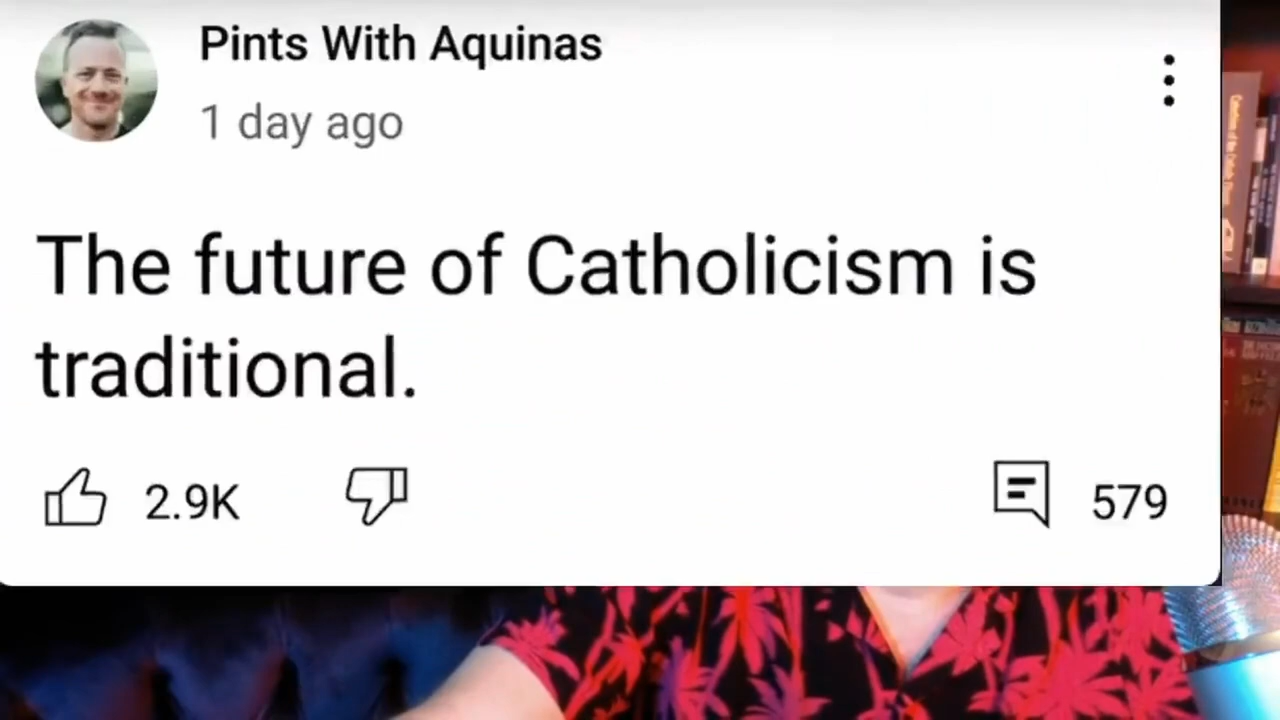 Pints With Aquinas
1 day ago
The future of Catholicism is
traditional.
2.9K
579